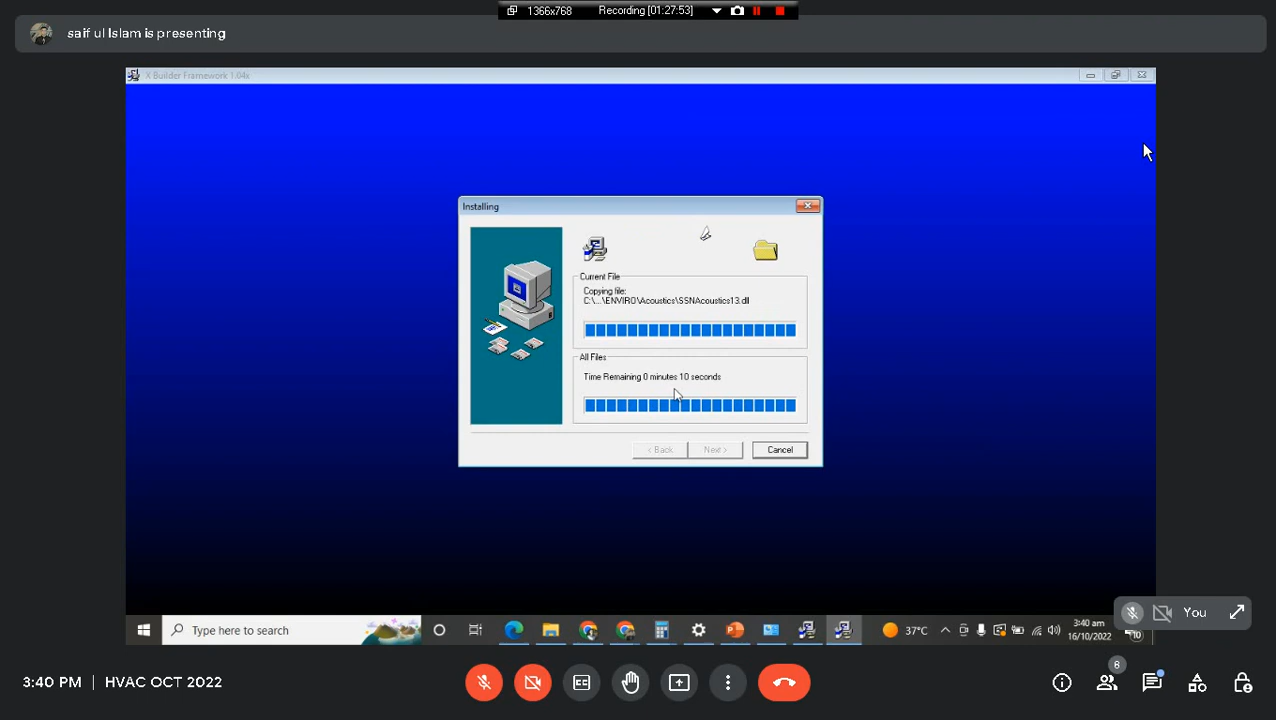 1366x768 Recording [01:27:53]
saif ul Islam is presenting
X Builder Framework 1.04x
Installing
Current File
Copying file:
C:\...\ENVIRO\Acoustics\SSNAcoustics13.dll
All Files
Time Remaining 0 minutes 10 seconds
< Back Next > Cancel
You
Type here to search
37°C
3:40 am
16/10/2022
10
3:40 PM | HVAC OCT 2022
8